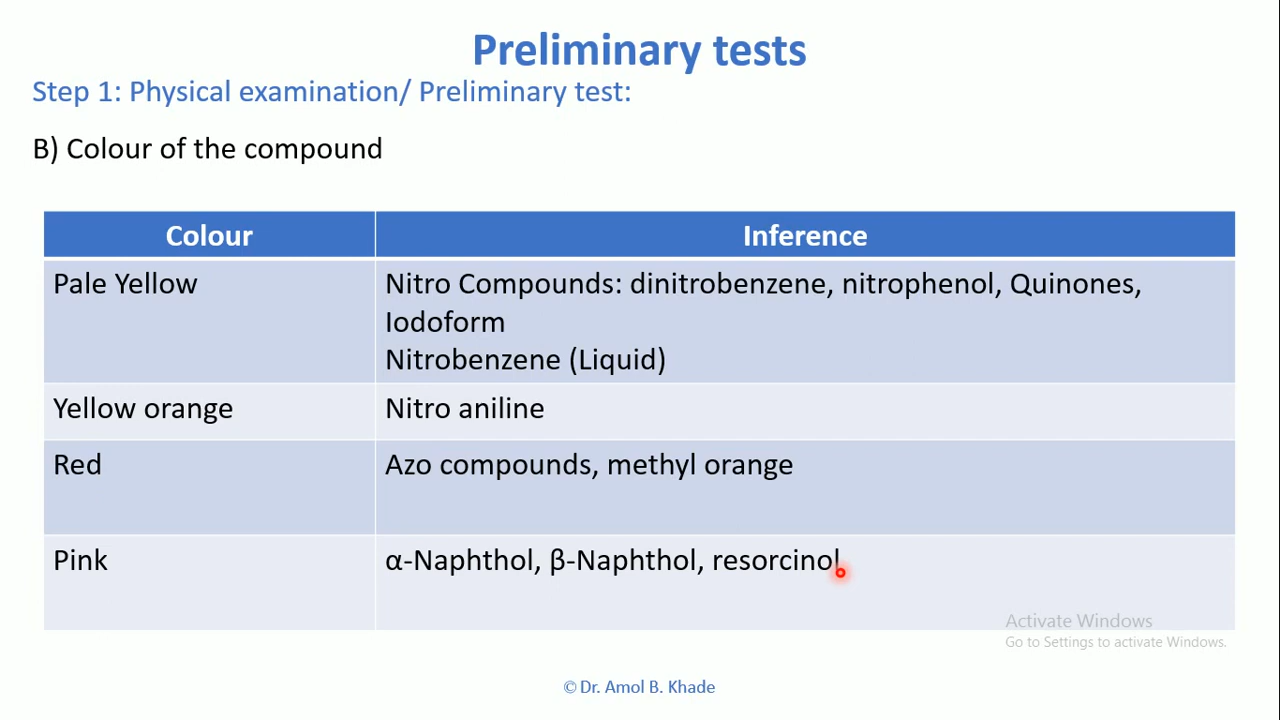 Preliminary tests
Step 1: Physical examination/ Preliminary test:
B) Colour of the compound
Colour
Inference
Pale Yellow
Nitro Compounds: dinitrobenzene, nitrophenol, Quinones,
Iodoform
Nitrobenzene (Liquid)
Yellow orange
Nitro aniline
Red
Azo compounds, methyl orange
Pink
α-Naphthol, β-Naphthol, resorcinol
Activate Windows
Go to Settings to activate Windows.
© Dr. Amol B. Khade